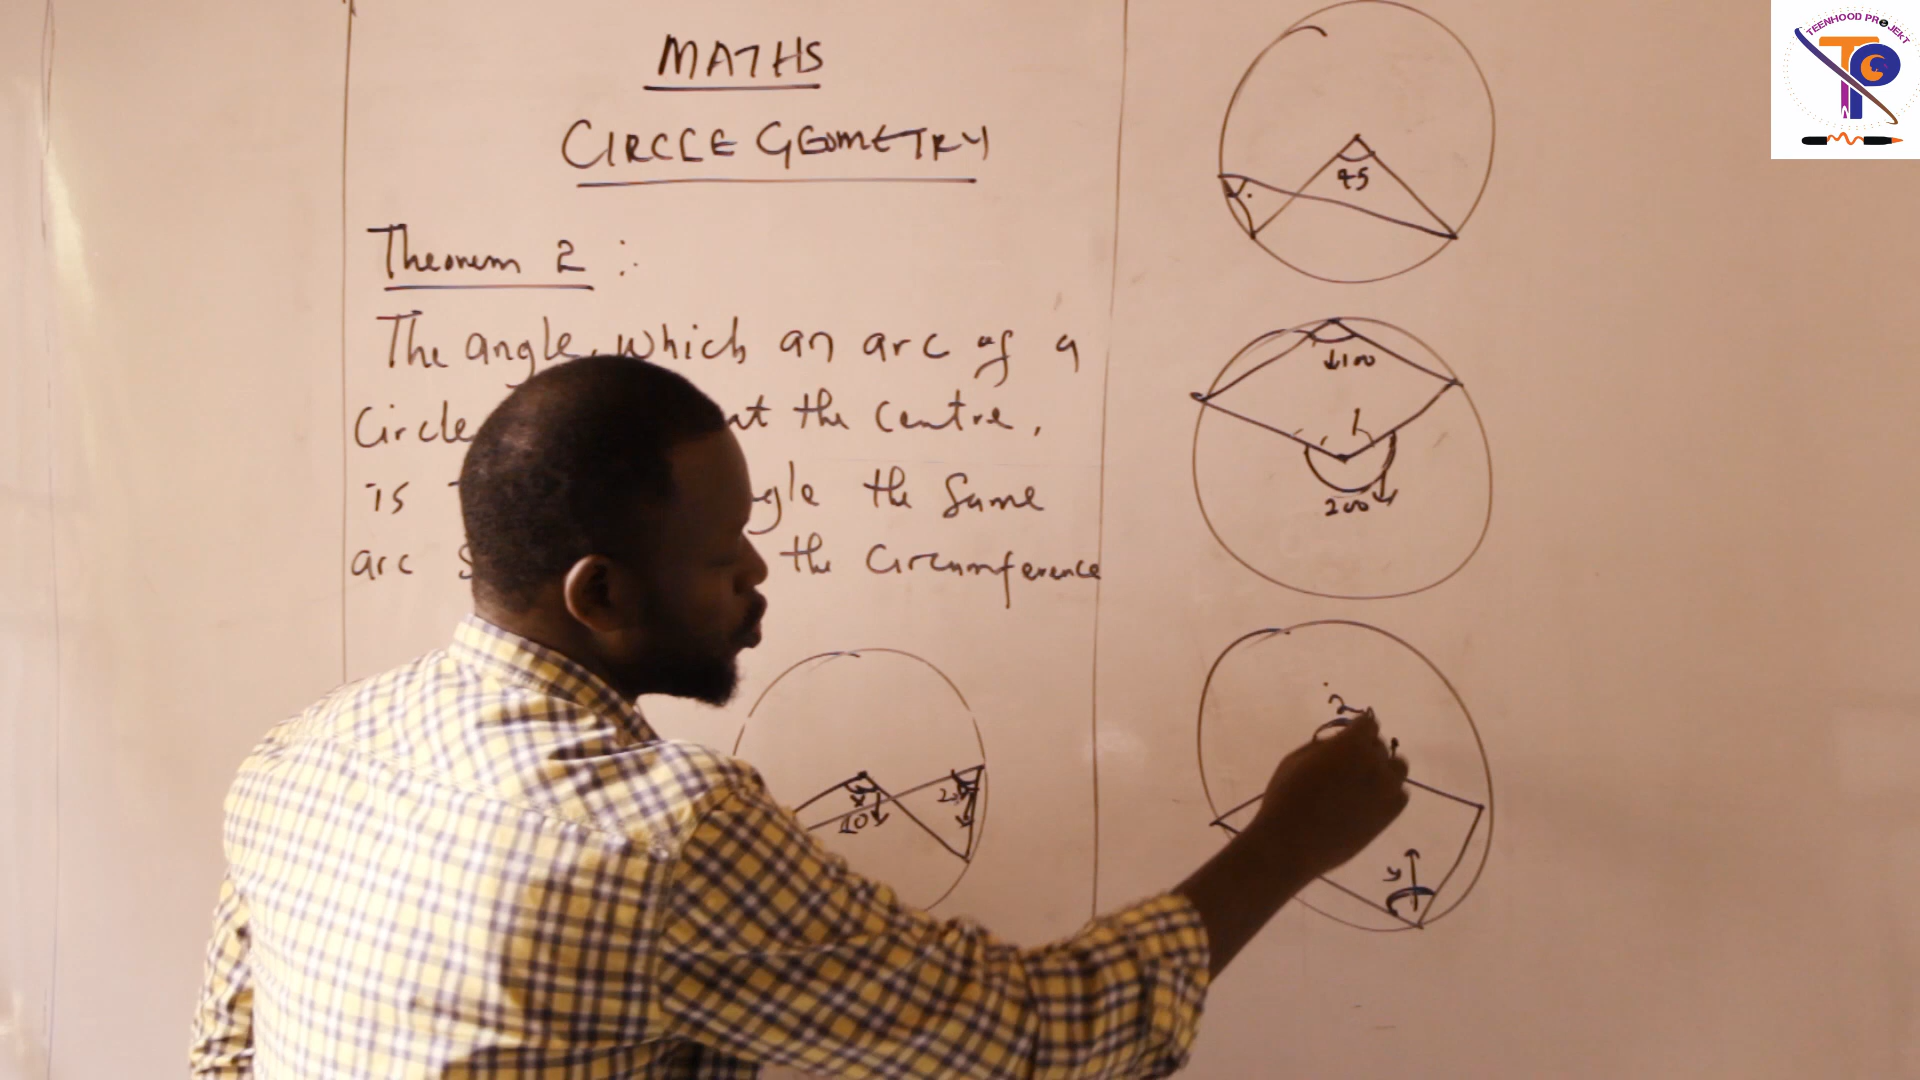 MATHS
CIRCLE GEOMETRY
Theorem 2 :
The angle, which an arc of a
Circle at the centre,
is the same
arc the circumference
45
↓100
200
y
TEENHOOD PROJEKT